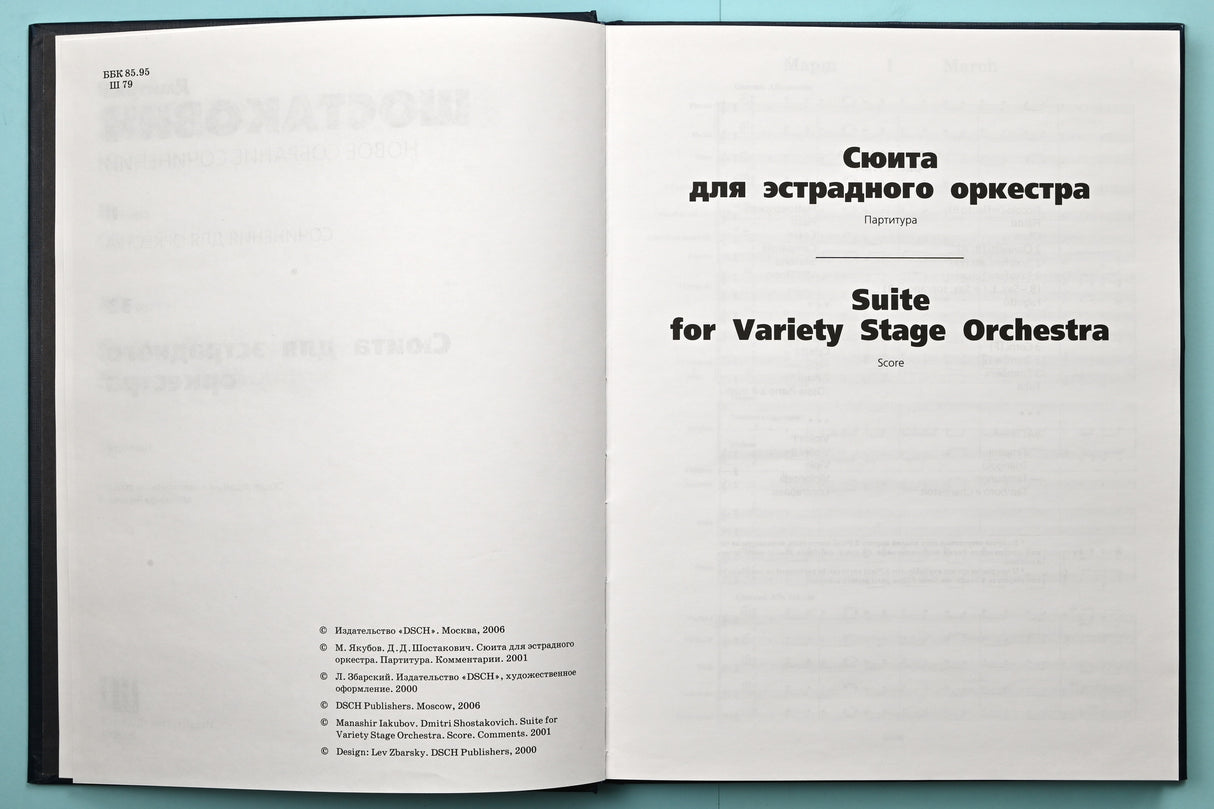 ББК 85.95
Ш 79
© Издательство «DSCH». Москва, 2006
© М. Якубов. Д. Д. Шостакович. Сюита для эстрадного
оркестра. Партитура. Комментарии. 2001
© Л. Збарский. Издательство «DSCH», художественное
оформление. 2000
© DSCH Publishers. Moscow, 2006
© Manashir Iakubov. Dmitri Shostakovich. Suite for
Variety Stage Orchestra. Score. Comments. 2001
© Design: Lev Zbarsky. DSCH Publishers, 2000
Сюита
для эстрадного оркестра
Партитура
Suite
for Variety Stage Orchestra
Score